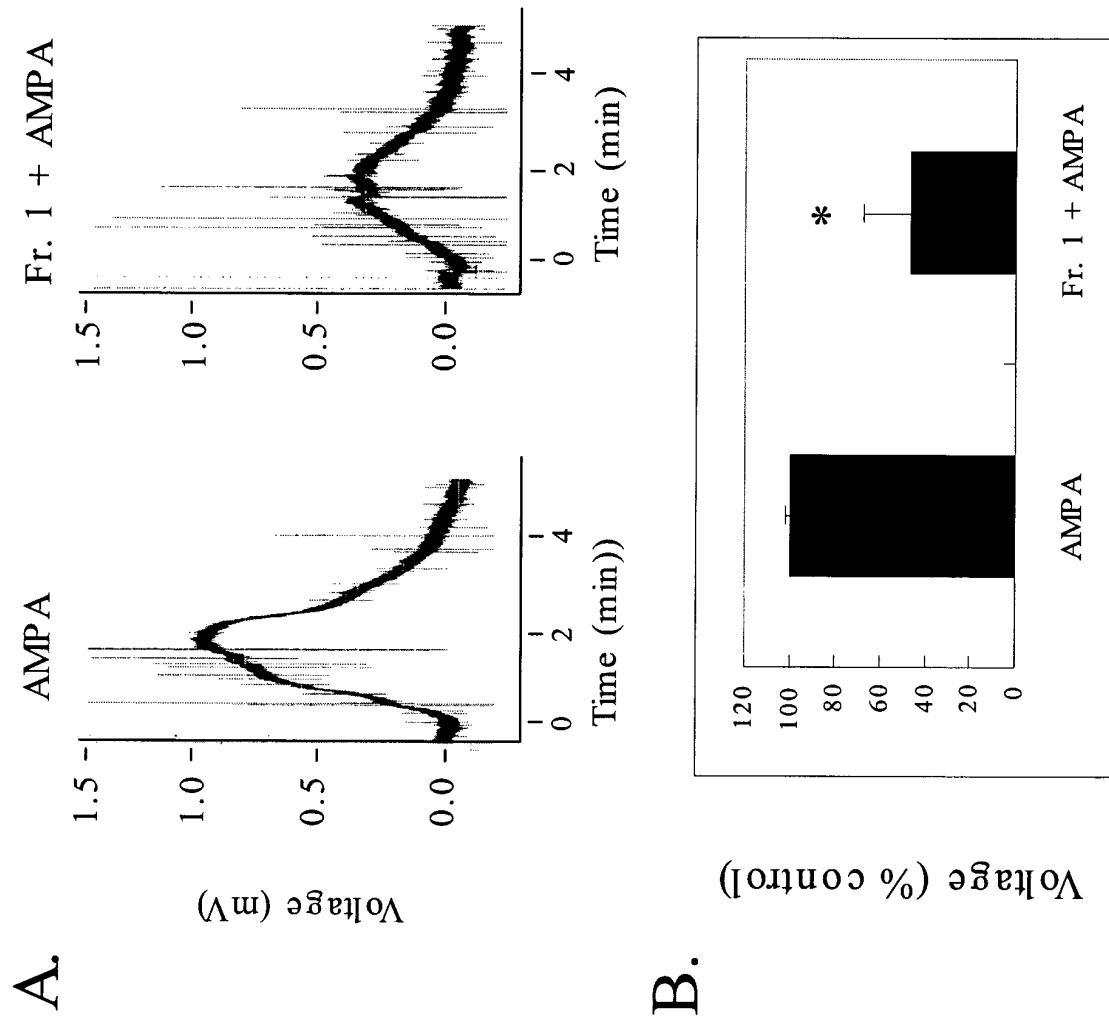 A.
AMPA
Fr. 1 + AMPA
Voltage (mV)
1.5
1.0
0.5
0.0
0 2 4
Time (min))
1.5
1.0
0.5
0.0
0 2 4
Time (min)
B.
Voltage (% control)
120
100
80
60
40
20
0
*
AMPA
Fr. 1 + AMPA